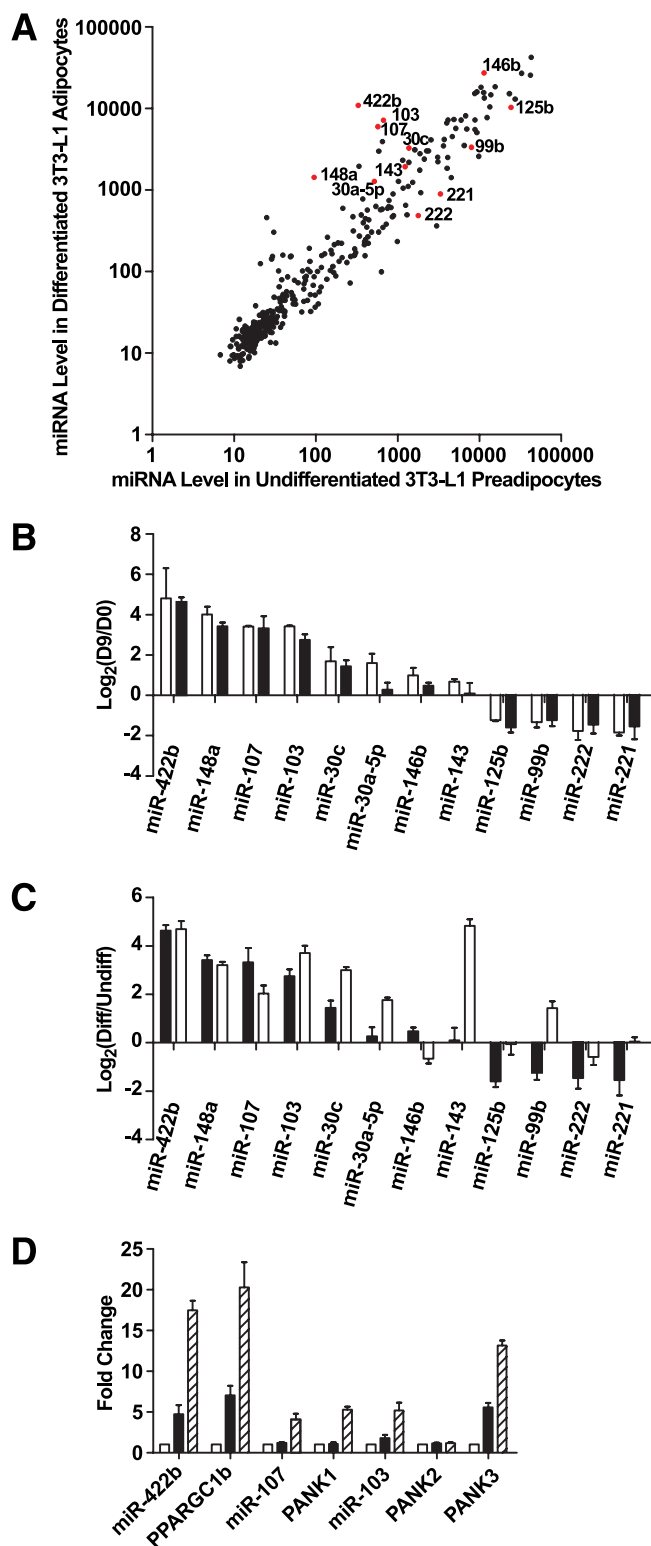 A
miRNA Level in Differentiated 3T3-L1 Adipocytes
100000
10000
1000
100
10
1
146b
422b
103
125b
107
30c
99b
143
148a
30a-5p
221
222
1
10
100
1000
10000
100000
miRNA Level in Undifferentiated 3T3-L1 Preadipocytes
B
Log2(D9/D0)
8
6
4
2
0
−2
−4
miR-422b
miR-148a
miR-107
miR-103
miR-30c
miR-30a-5p
miR-146b
miR-143
miR-125b
miR-99b
miR-222
miR-221
C
Log2(Diff/Undiff)
6
4
2
0
−2
−4
miR-422b
miR-148a
miR-107
miR-103
miR-30c
miR-30a-5p
miR-146b
miR-143
miR-125b
miR-99b
miR-222
miR-221
D
Fold Change
25
20
15
10
5
0
miR-422b
PPARGC1b
miR-107
PANK1
miR-103
PANK2
PANK3